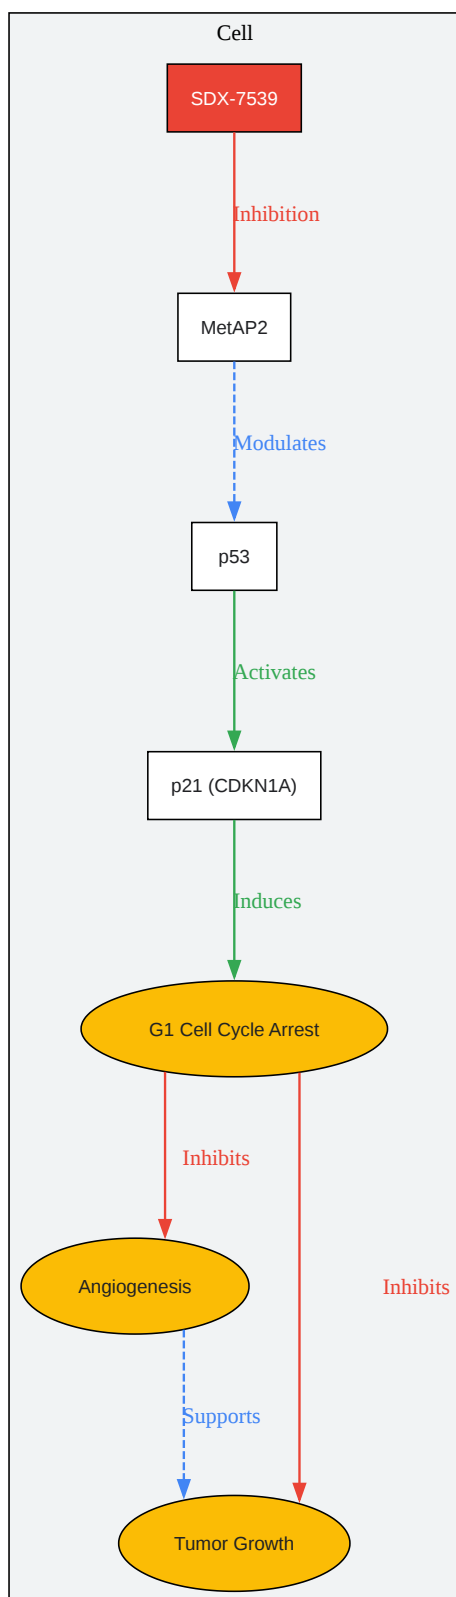 Cell
SDX-7539
Inhibition
MetAP2
Modulates
p53
Activates
p21 (CDKN1A)
Induces
G1 Cell Cycle Arrest
Inhibits
Angiogenesis
Inhibits
Supports
Tumor Growth